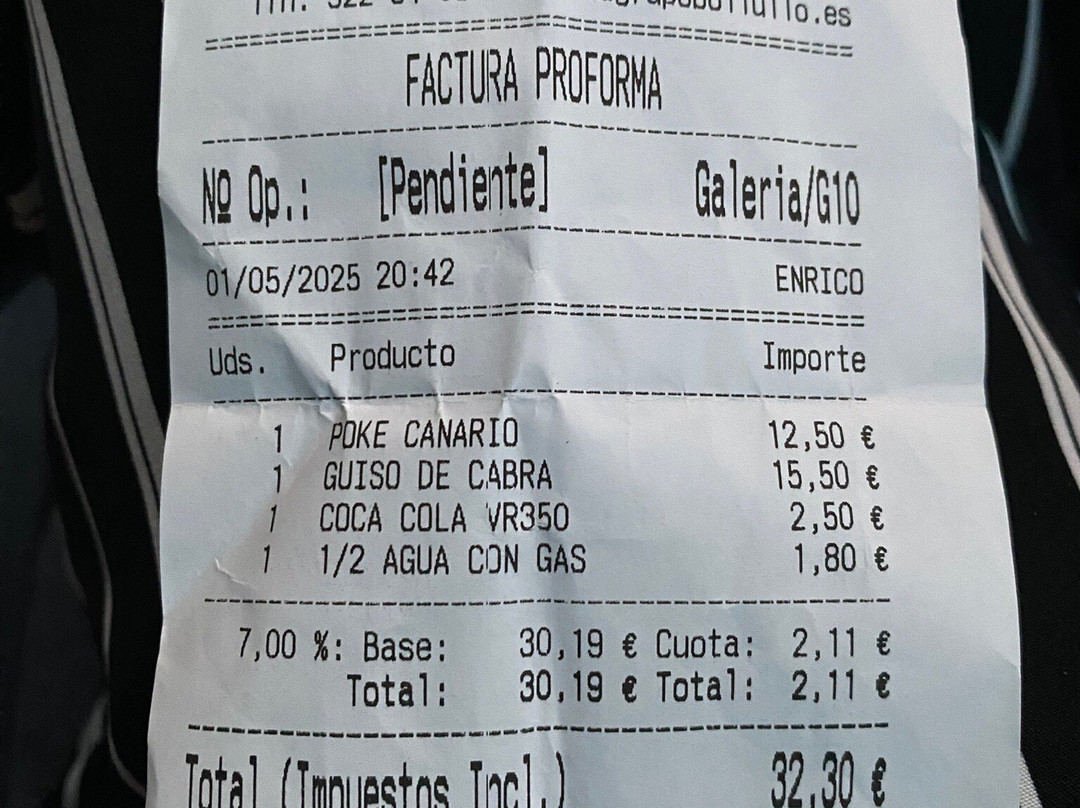 .es
FACTURA PROFORMA
Nº Op.: [Pendiente] Galeria/G10
01/05/2025 20:42 ENRICO
Uds. Producto Importe
1 POKE CANARIO 12,50 €
1 GUISO DE CABRA 15,50 €
1 COCA COLA VR350 2,50 €
1 1/2 AGUA CON GAS 1,80 €
7,00 %: Base: 30,19 € Cuota: 2,11 €
Total: 30,19 € Total: 2,11 €
Total (Impuestos Incl.) 32,30 €